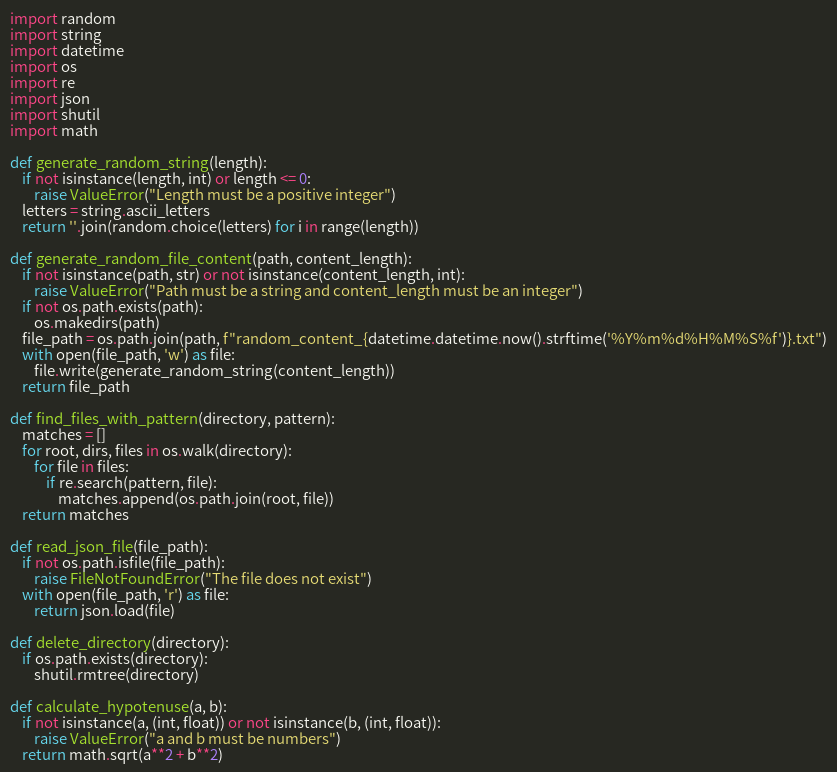 import random
import string
import datetime
import os
import re
import json
import shutil
import math

def generate_random_string(length):
    if not isinstance(length, int) or length <= 0:
        raise ValueError("Length must be a positive integer")
    letters = string.ascii_letters
    return ''.join(random.choice(letters) for i in range(length))

def generate_random_file_content(path, content_length):
    if not isinstance(path, str) or not isinstance(content_length, int):
        raise ValueError("Path must be a string and content_length must be an integer")
    if not os.path.exists(path):
        os.makedirs(path)
    file_path = os.path.join(path, f"random_content_{datetime.datetime.now().strftime('%Y%m%d%H%M%S%f')}.txt")
    with open(file_path, 'w') as file:
        file.write(generate_random_string(content_length))
    return file_path

def find_files_with_pattern(directory, pattern):
    matches = []
    for root, dirs, files in os.walk(directory):
        for file in files:
            if re.search(pattern, file):
                matches.append(os.path.join(root, file))
    return matches

def read_json_file(file_path):
    if not os.path.isfile(file_path):
        raise FileNotFoundError("The file does not exist")
    with open(file_path, 'r') as file:
        return json.load(file)

def delete_directory(directory):
    if os.path.exists(directory):
        shutil.rmtree(directory)

def calculate_hypotenuse(a, b):
    if not isinstance(a, (int, float)) or not isinstance(b, (int, float)):
        raise ValueError("a and b must be numbers")
    return math.sqrt(a**2 + b**2)